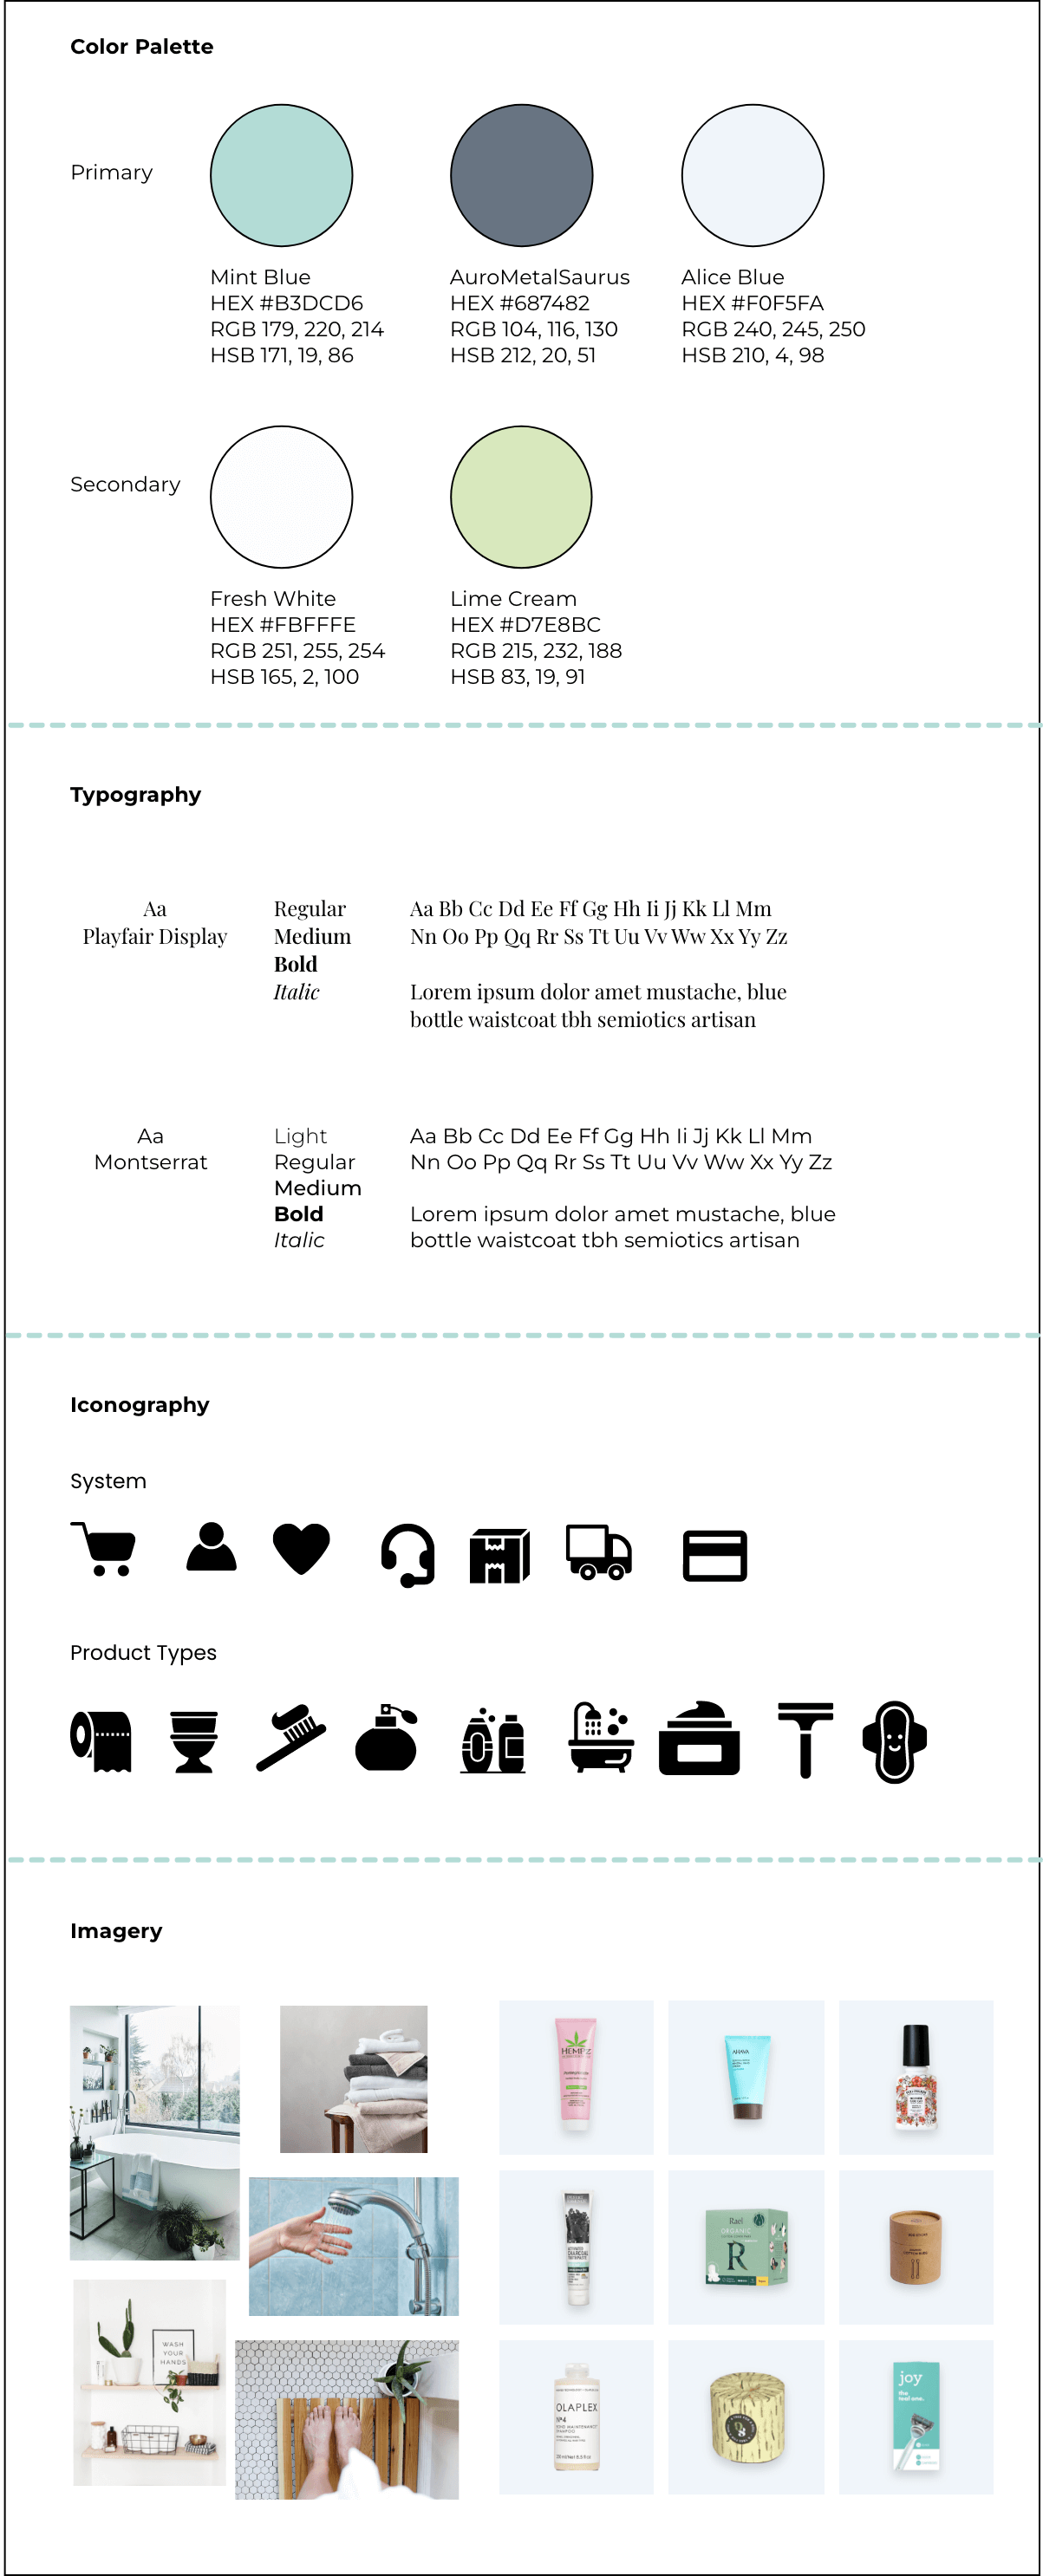 Color Palette
Primary
Mint Blue
HEX #B3DCD6
RGB 179, 220, 214
HSB 171, 19, 86
AuroMetalSaurus
HEX #687482
RGB 104, 116, 130
HSB 212, 20, 51
Alice Blue
HEX #F0F5FA
RGB 240, 245, 250
HSB 210, 4, 98
Secondary
Fresh White
HEX #FBFFFE
RGB 251, 255, 254
HSB 165, 2, 100
Lime Cream
HEX #D7E8BC
RGB 215, 232, 188
HSB 83, 19, 91
Typography
Aa
Playfair Display
Regular
Medium
Bold
Italic
Aa Bb Cc Dd Ee Ff Gg Hh Ii Jj Kk Ll Mm
Nn Oo Pp Qq Rr Ss Tt Uu Vv Ww Xx Yy Zz
Lorem ipsum dolor amet mustache, blue
bottle waistcoat tbh semiotics artisan
Aa
Montserrat
Light
Regular
Medium
Bold
Italic
Aa Bb Cc Dd Ee Ff Gg Hh Ii Jj Kk Ll Mm
Nn Oo Pp Qq Rr Ss Tt Uu Vv Ww Xx Yy Zz
Lorem ipsum dolor amet mustache, blue
bottle waistcoat tbh semiotics artisan
Iconography
System
Product Types
Imagery
WASH
YOUR
HANDS
HEMPZ
AHAVA
Rael
ORGANIC
R
OLAPLEX
Nº4
joy
the
leaf one.